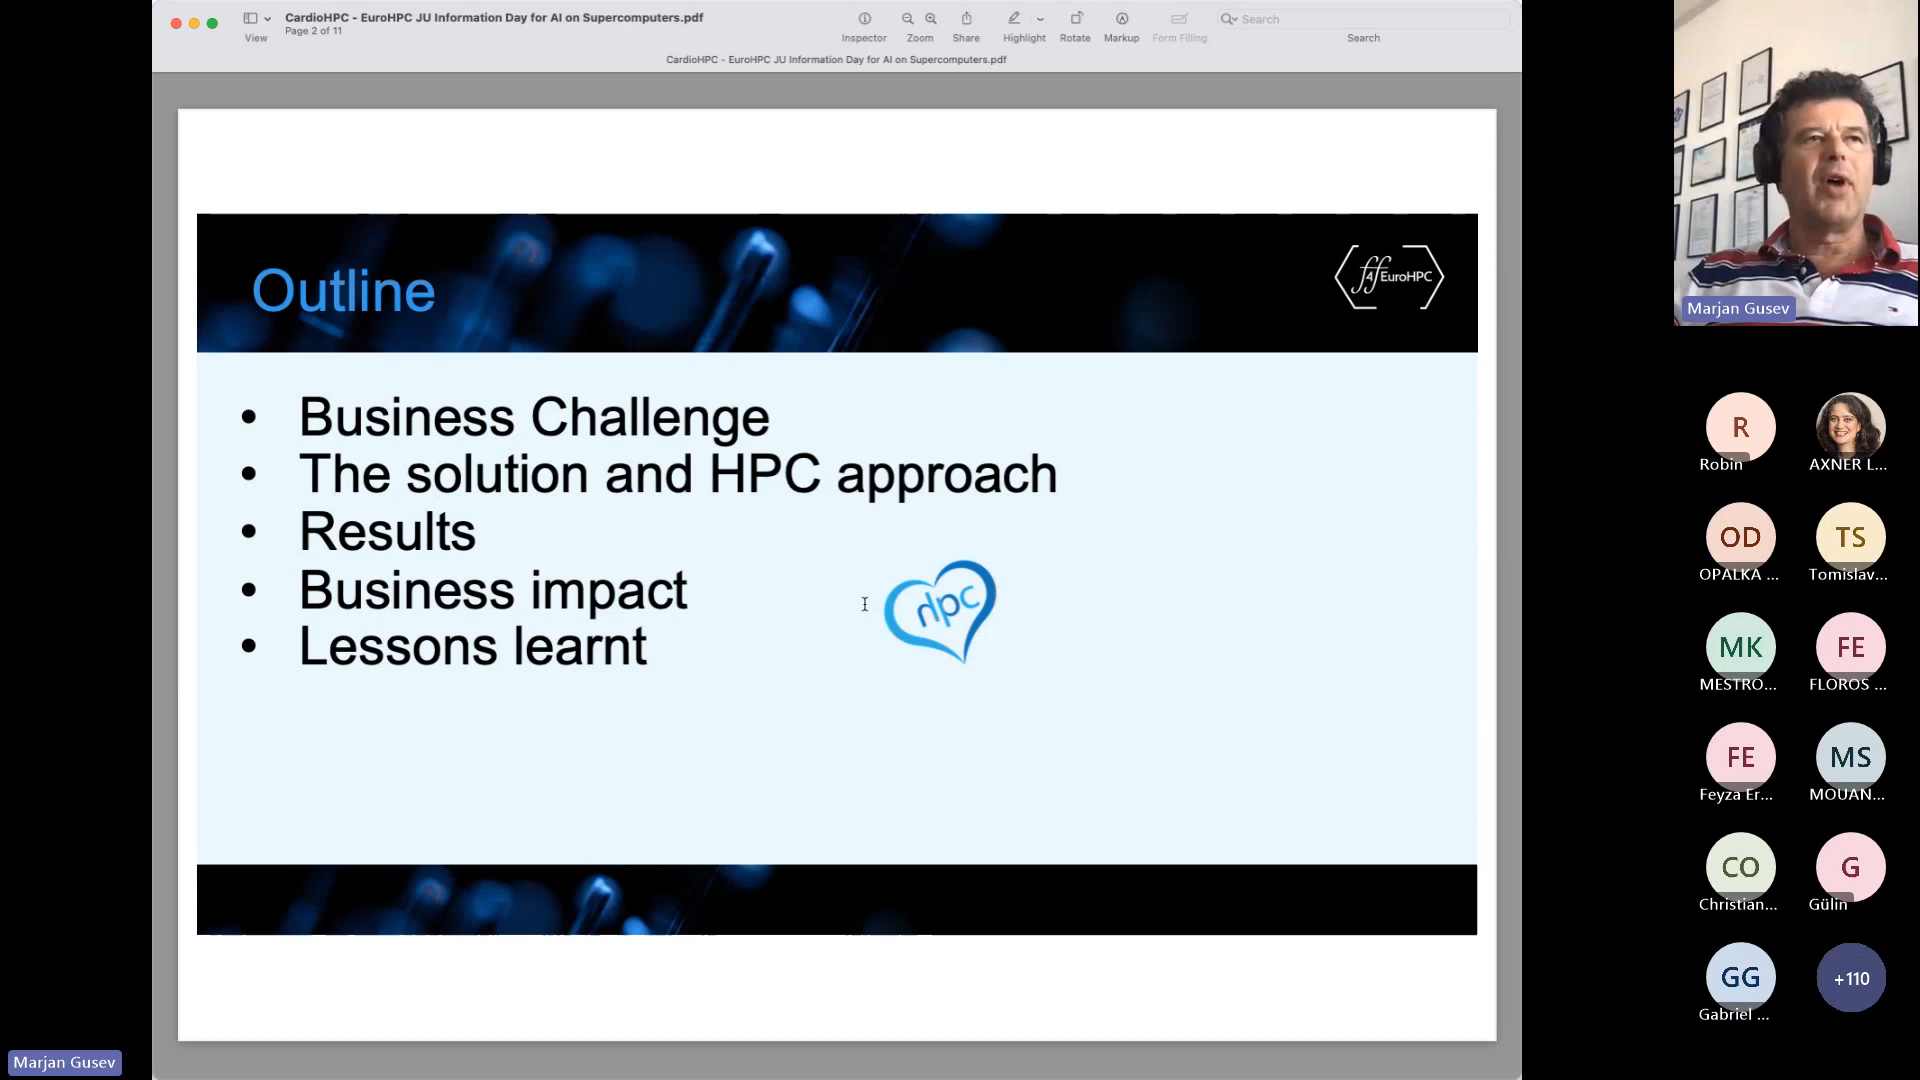 CardioHPC - EuroHPC JU Information Day for AI on Supercomputers.pdf
Page 2 of 11
View
Inspector
Zoom
Share
Highlight
Rotate
Markup
Form Filling
Search
Search
CardioHPC - EuroHPC JU Information Day for AI on Supercomputers.pdf
Outline
ff4EuroHPC
• Business Challenge
• The solution and HPC approach
• Results
• Business impact
• Lessons learnt
hpc
Marjan Gusev
Marjan Gusev
R
Robin
AXNER L...
OD
OPALKA ...
TS
Tomislav...
MK
MESTRO...
FE
FLOROS ...
FE
Feyza Er...
MS
MOUAN...
CO
Christian...
G
Gülin
GG
Gabriel ...
+110